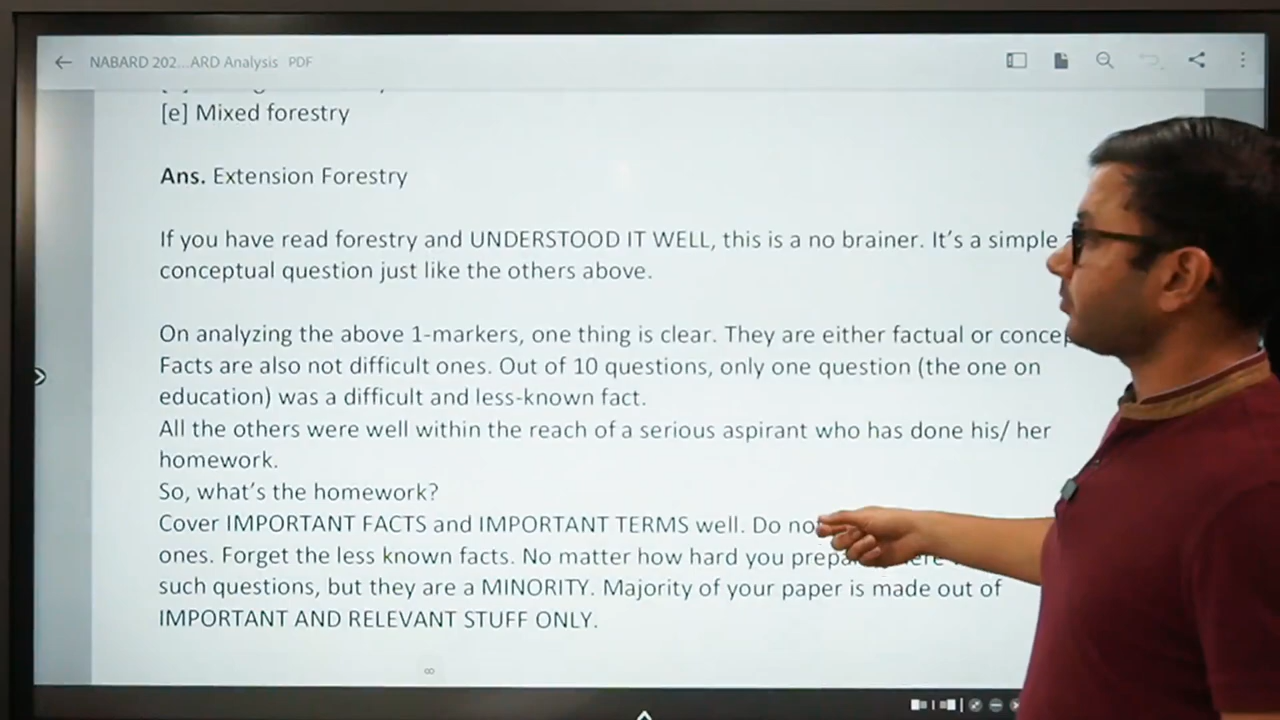 NABARD 202...ARD Analysis PDF
[e] Mixed forestry
Ans. Extension Forestry
If you have read forestry and UNDERSTOOD IT WELL, this is a no brainer. It's a simple
conceptual question just like the others above.
On analyzing the above 1-markers, one thing is clear. They are either factual or
Facts are also not difficult ones. Out of 10 questions, only one question (the one on
education) was a difficult and less-known fact.
All the others were well within the reach of a serious aspirant who has done his/ her
homework.
So, what's the homework?
Cover IMPORTANT FACTS and IMPORTANT TERMS well. Do
ones. Forget the less known facts. No matter how hard you
such questions, but they are a MINORITY. Majority of your paper is made out of
IMPORTANT AND RELEVANT STUFF ONLY.